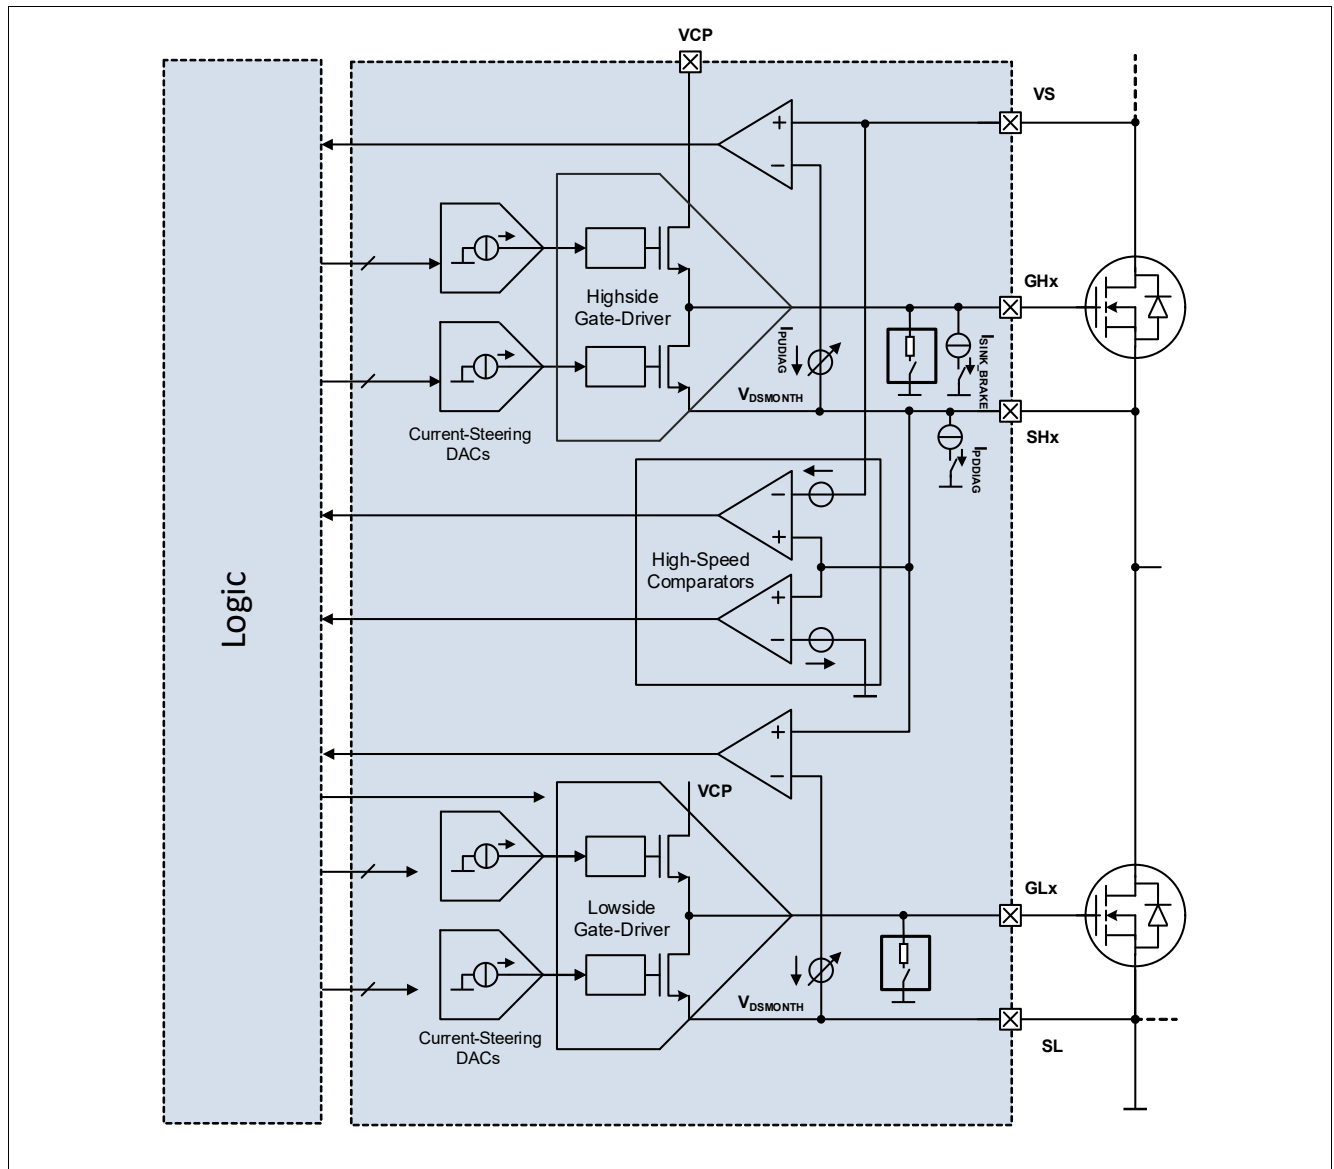 VCP
VS
+
−
GHx
Highside
Gate-Driver
IPUDIAG
ISINK_BRAKE
VDSMONTH
SHx
Current-Steering
DACs
IPDDIAG
−
+
High-Speed
Comparators
+
−
Logic
+
−
VCP
GLx
Lowside
Gate-Driver
VDSMONTH
Current-Steering
DACs
SL